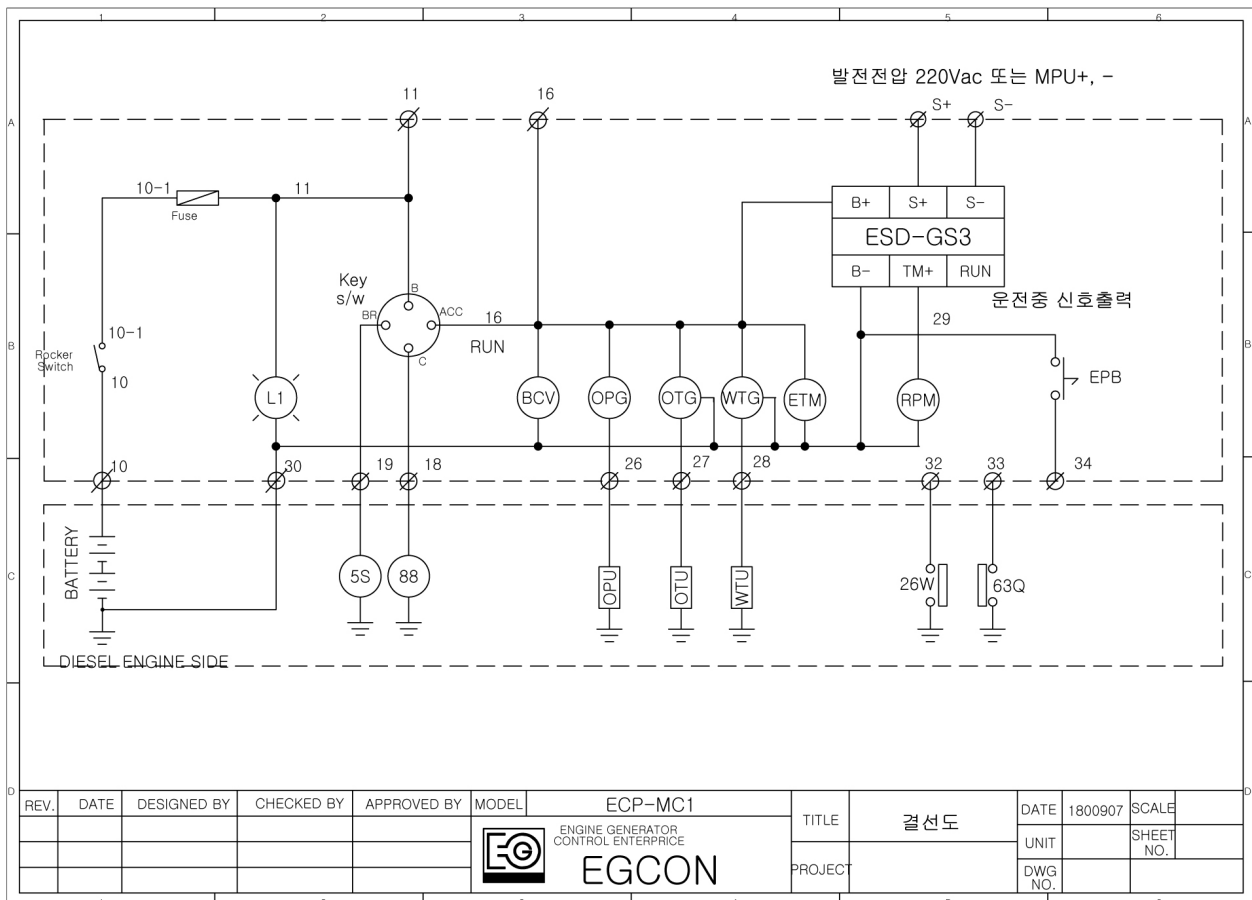 1 2 3 4 5 6
발전전압 220Vac 또는 MPU+, -
11 16 S+ S-
A A
10-1 11
Fuse
B+ S+ S-
ESD-GS3
B- TM+ RUN
Key
s/w
B
BR ACC
C
16
RUN
운전중 신호출력
29
B B
10-1
Rocker
Switch
10
L1 BCV OPG OTG WTG ETM RPM EPB
10 30 19 18 26 27 28 32 33 34
BATTERY
C C
5S 88 OPU OTU WTU 26W 63Q
DIESEL ENGINE SIDE
D D
REV. DATE DESIGNED BY CHECKED BY APPROVED BY MODEL ECP-MC1
TITLE 결선도
DATE 1800907 SCALE
EG
ENGINE GENERATOR
CONTROL ENTERPRICE
EGCON
UNIT SHEET
NO.
PROJECT
DWG
NO.